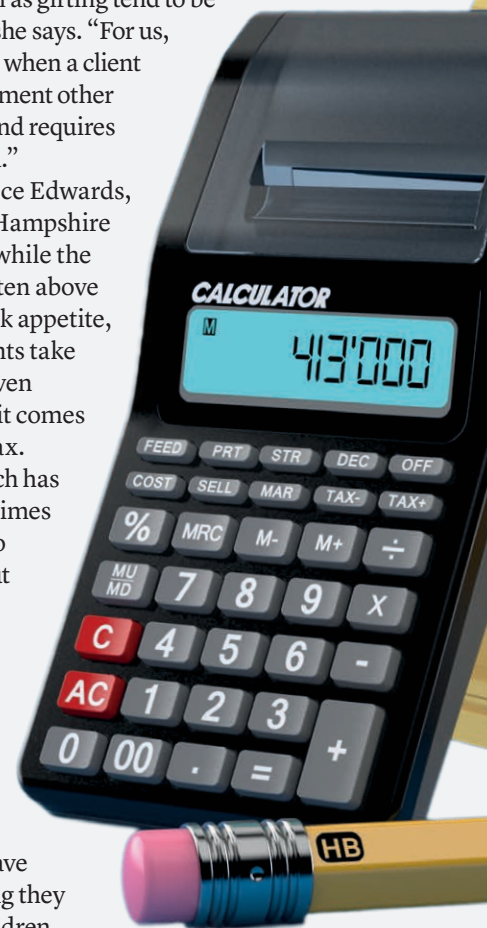 as gifting tend to be
she says. “For us,
when a client
ment other
nd requires
.”
ce Edwards,
Hampshire
while the
ten above
k appetite,
nts take
ven
it comes
ax.
ch has
imes
o
ut
ave
g they
dren
CALCULATOR
M
413'000
FEED PRT STR DEC OFF
COST SELL MAR TAX- TAX+
% MRC M- M+ ÷
MU
MD 7 8 9 X
C 4 5 6 -
AC 1 2 3
0 00 . = +
HB